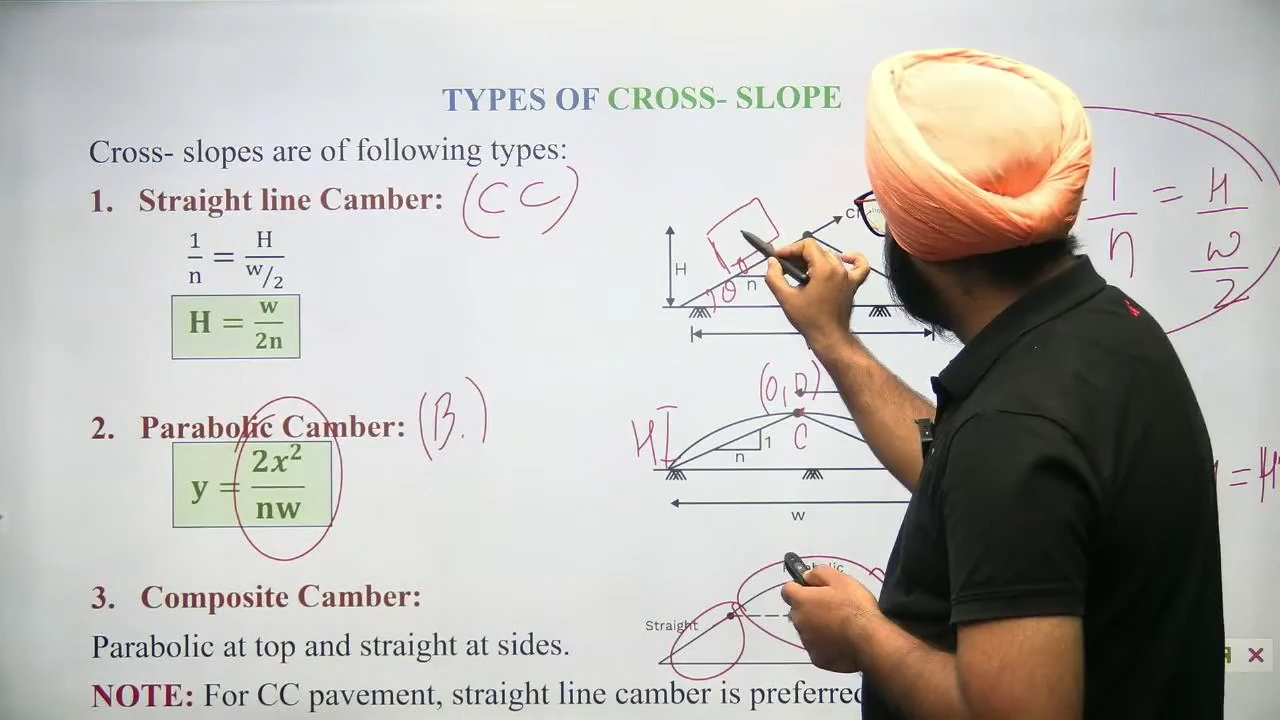 TYPES OF CROSS- SLOPE
Cross- slopes are of following types:
1. Straight line Camber: (CC)
1/n = H/(w/2)
H = w/2n
H
n
θ
1/n = H/(w/2)
2. Parabolic Camber: (B.)
y = 2x²/nw
(0,0)
H
C
1
n
w
= H
3. Composite Camber:
Straight
Parabolic at top and straight at sides.
NOTE: For CC pavement, straight line camber is preferred